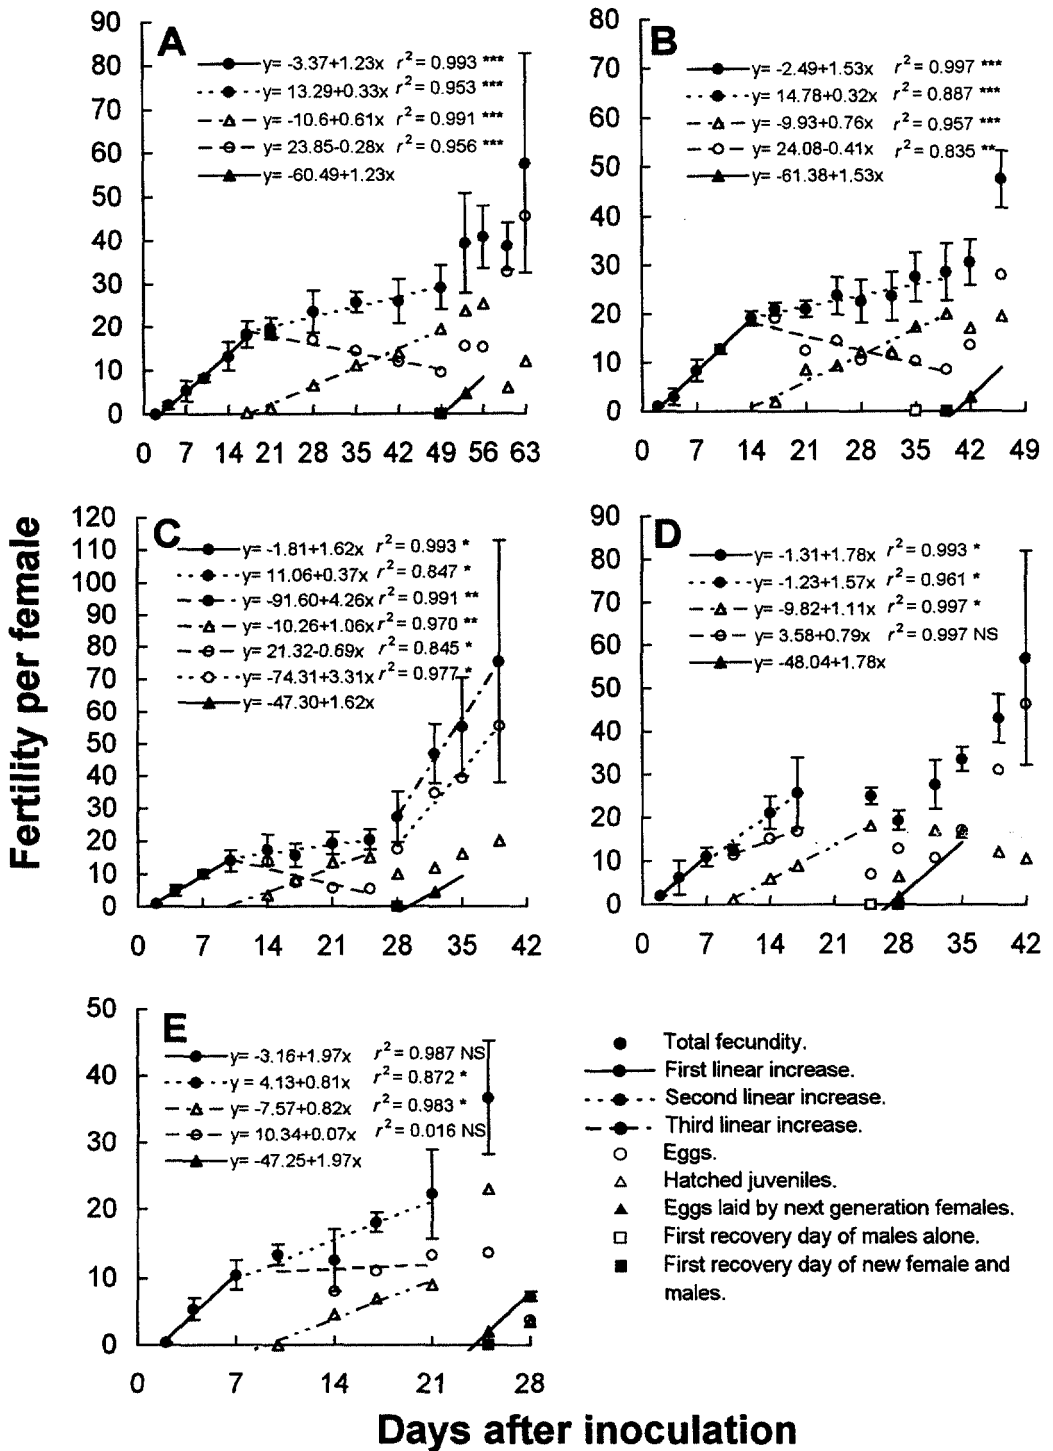 Fertility per female
A
y= -3.37+1.23x r² = 0.993 ***
y= 13.29+0.33x r² = 0.953 ***
y= -10.6+0.61x r² = 0.991 ***
y= 23.85-0.28x r² = 0.956 ***
y= -60.49+1.23x
90
80
70
60
50
40
30
20
10
0
0 7 14 21 28 35 42 49 56 63
B
y= -2.49+1.53x r² = 0.997 ***
y= 14.78+0.32x r² = 0.887 ***
y= -9.93+0.76x r² = 0.957 ***
y= 24.08-0.41x r² = 0.835 **
y= -61.38+1.53x
80
70
60
50
40
30
20
10
0
0 7 14 21 28 35 42 49
C
y= -1.81+1.62x r² = 0.993 *
y= 11.06+0.37x r² = 0.847 *
y= -91.60+4.26x r² = 0.991 **
y= -10.26+1.06x r² = 0.970 **
y= 21.32-0.69x r² = 0.845 *
y= -74.31+3.31x r² = 0.977 *
y= -47.30+1.62x
120
110
100
90
80
70
60
50
40
30
20
10
0
0 7 14 21 28 35 42
D
y= -1.31+1.78x r² = 0.993 *
y= -1.23+1.57x r² = 0.961 *
y= -9.82+1.11x r² = 0.997 *
y= 3.58+0.79x r² = 0.997 NS
y= -48.04+1.78x
90
80
70
60
50
40
30
20
10
0
0 7 14 21 28 35 42
E
y= -3.16+1.97x r² = 0.987 NS
y= 4.13+0.81x r² = 0.872 *
y= -7.57+0.82x r² = 0.983 *
y= 10.34+0.07x r² = 0.016 NS
y= -47.25+1.97x
50
40
30
20
10
0
0 7 14 21 28
Total fecundity.
First linear increase.
Second linear increase.
Third linear increase.
Eggs.
Hatched juveniles.
Eggs laid by next generation females.
First recovery day of males alone.
First recovery day of new female and
males.
Days after inoculation